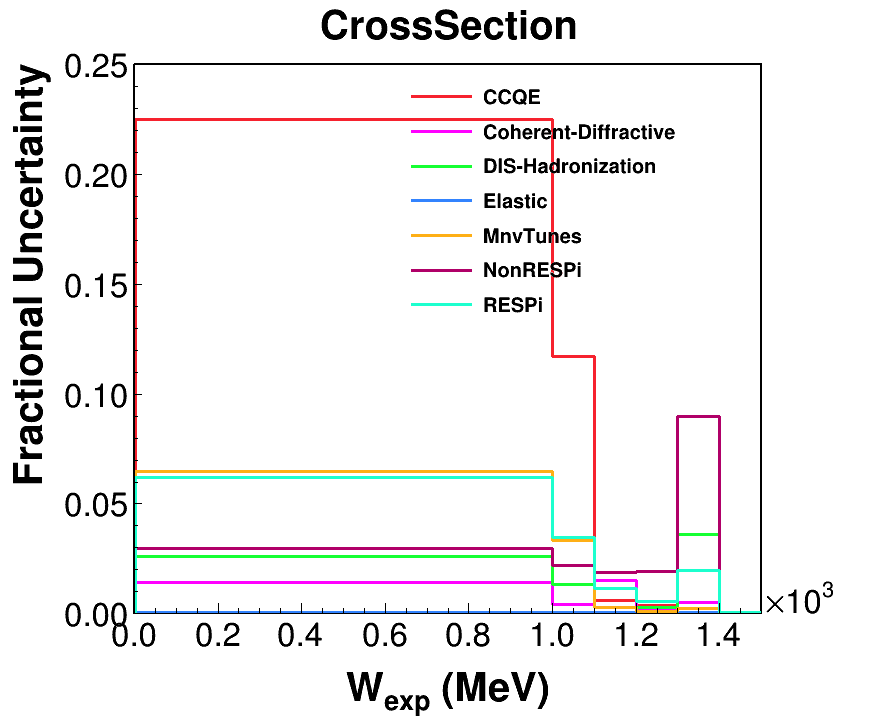 CrossSection
Fractional Uncertainty
0.25
0.20
0.15
0.10
0.05
0.00
CCQE
Coherent-Diffractive
DIS-Hadronization
Elastic
MnvTunes
NonRESPi
RESPi
0.0 0.2 0.4 0.6 0.8 1.0 1.2 1.4
×10³
W_exp (MeV)